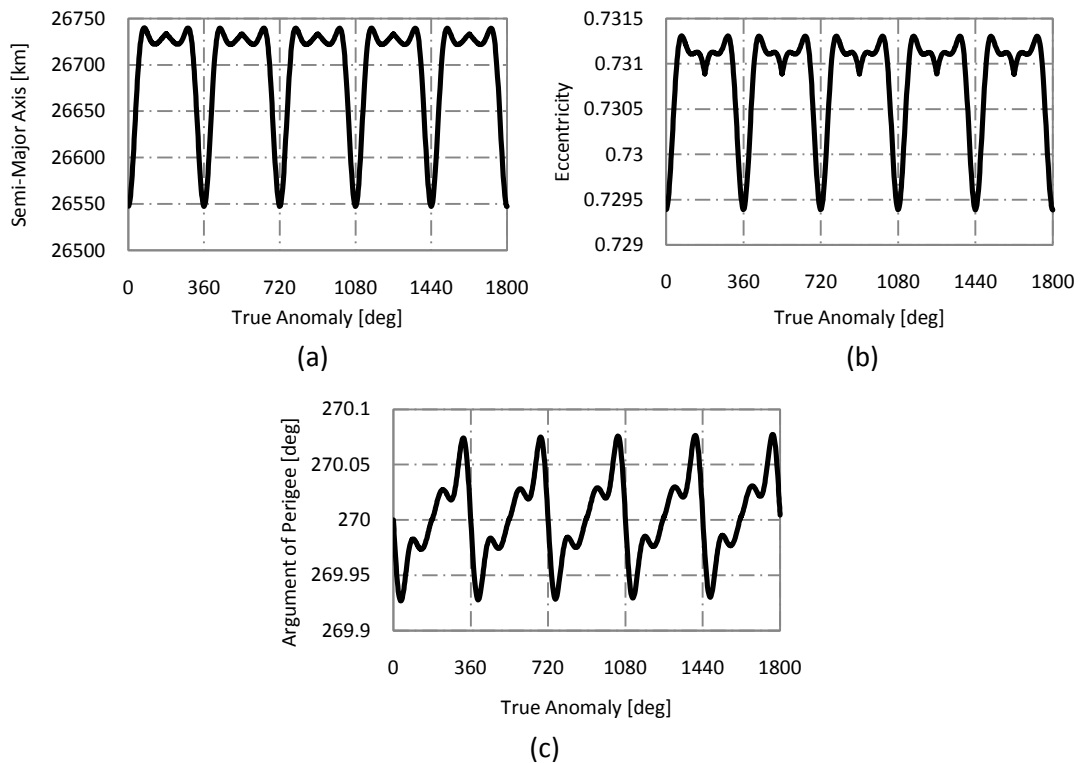 Semi-Major Axis [km]
26750
26700
26650
26600
26550
26500
0 360 720 1080 1440 1800
True Anomaly [deg]
(a)
Eccentricity
0.7315
0.731
0.7305
0.73
0.7295
0.729
0 360 720 1080 1440 1800
True Anomaly [deg]
(b)
Argument of Perigee [deg]
270.1
270.05
270
269.95
269.9
0 360 720 1080 1440 1800
True Anomaly [deg]
(c)